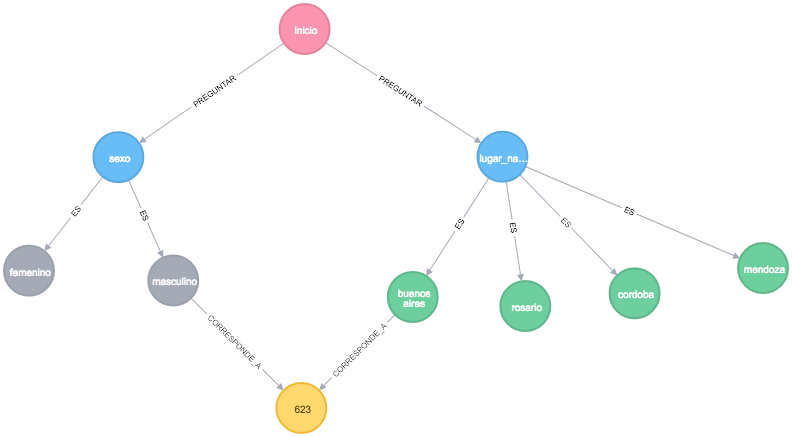 inicio
PREGUNTAR
PREGUNTAR
sexo
lugar_na...
ES
ES
ES
ES
ES
ES
femenino
masculino
buenos
aires
rosario
cordoba
mendoza
CORRESPONDE_A
CORRESPONDE_A
623